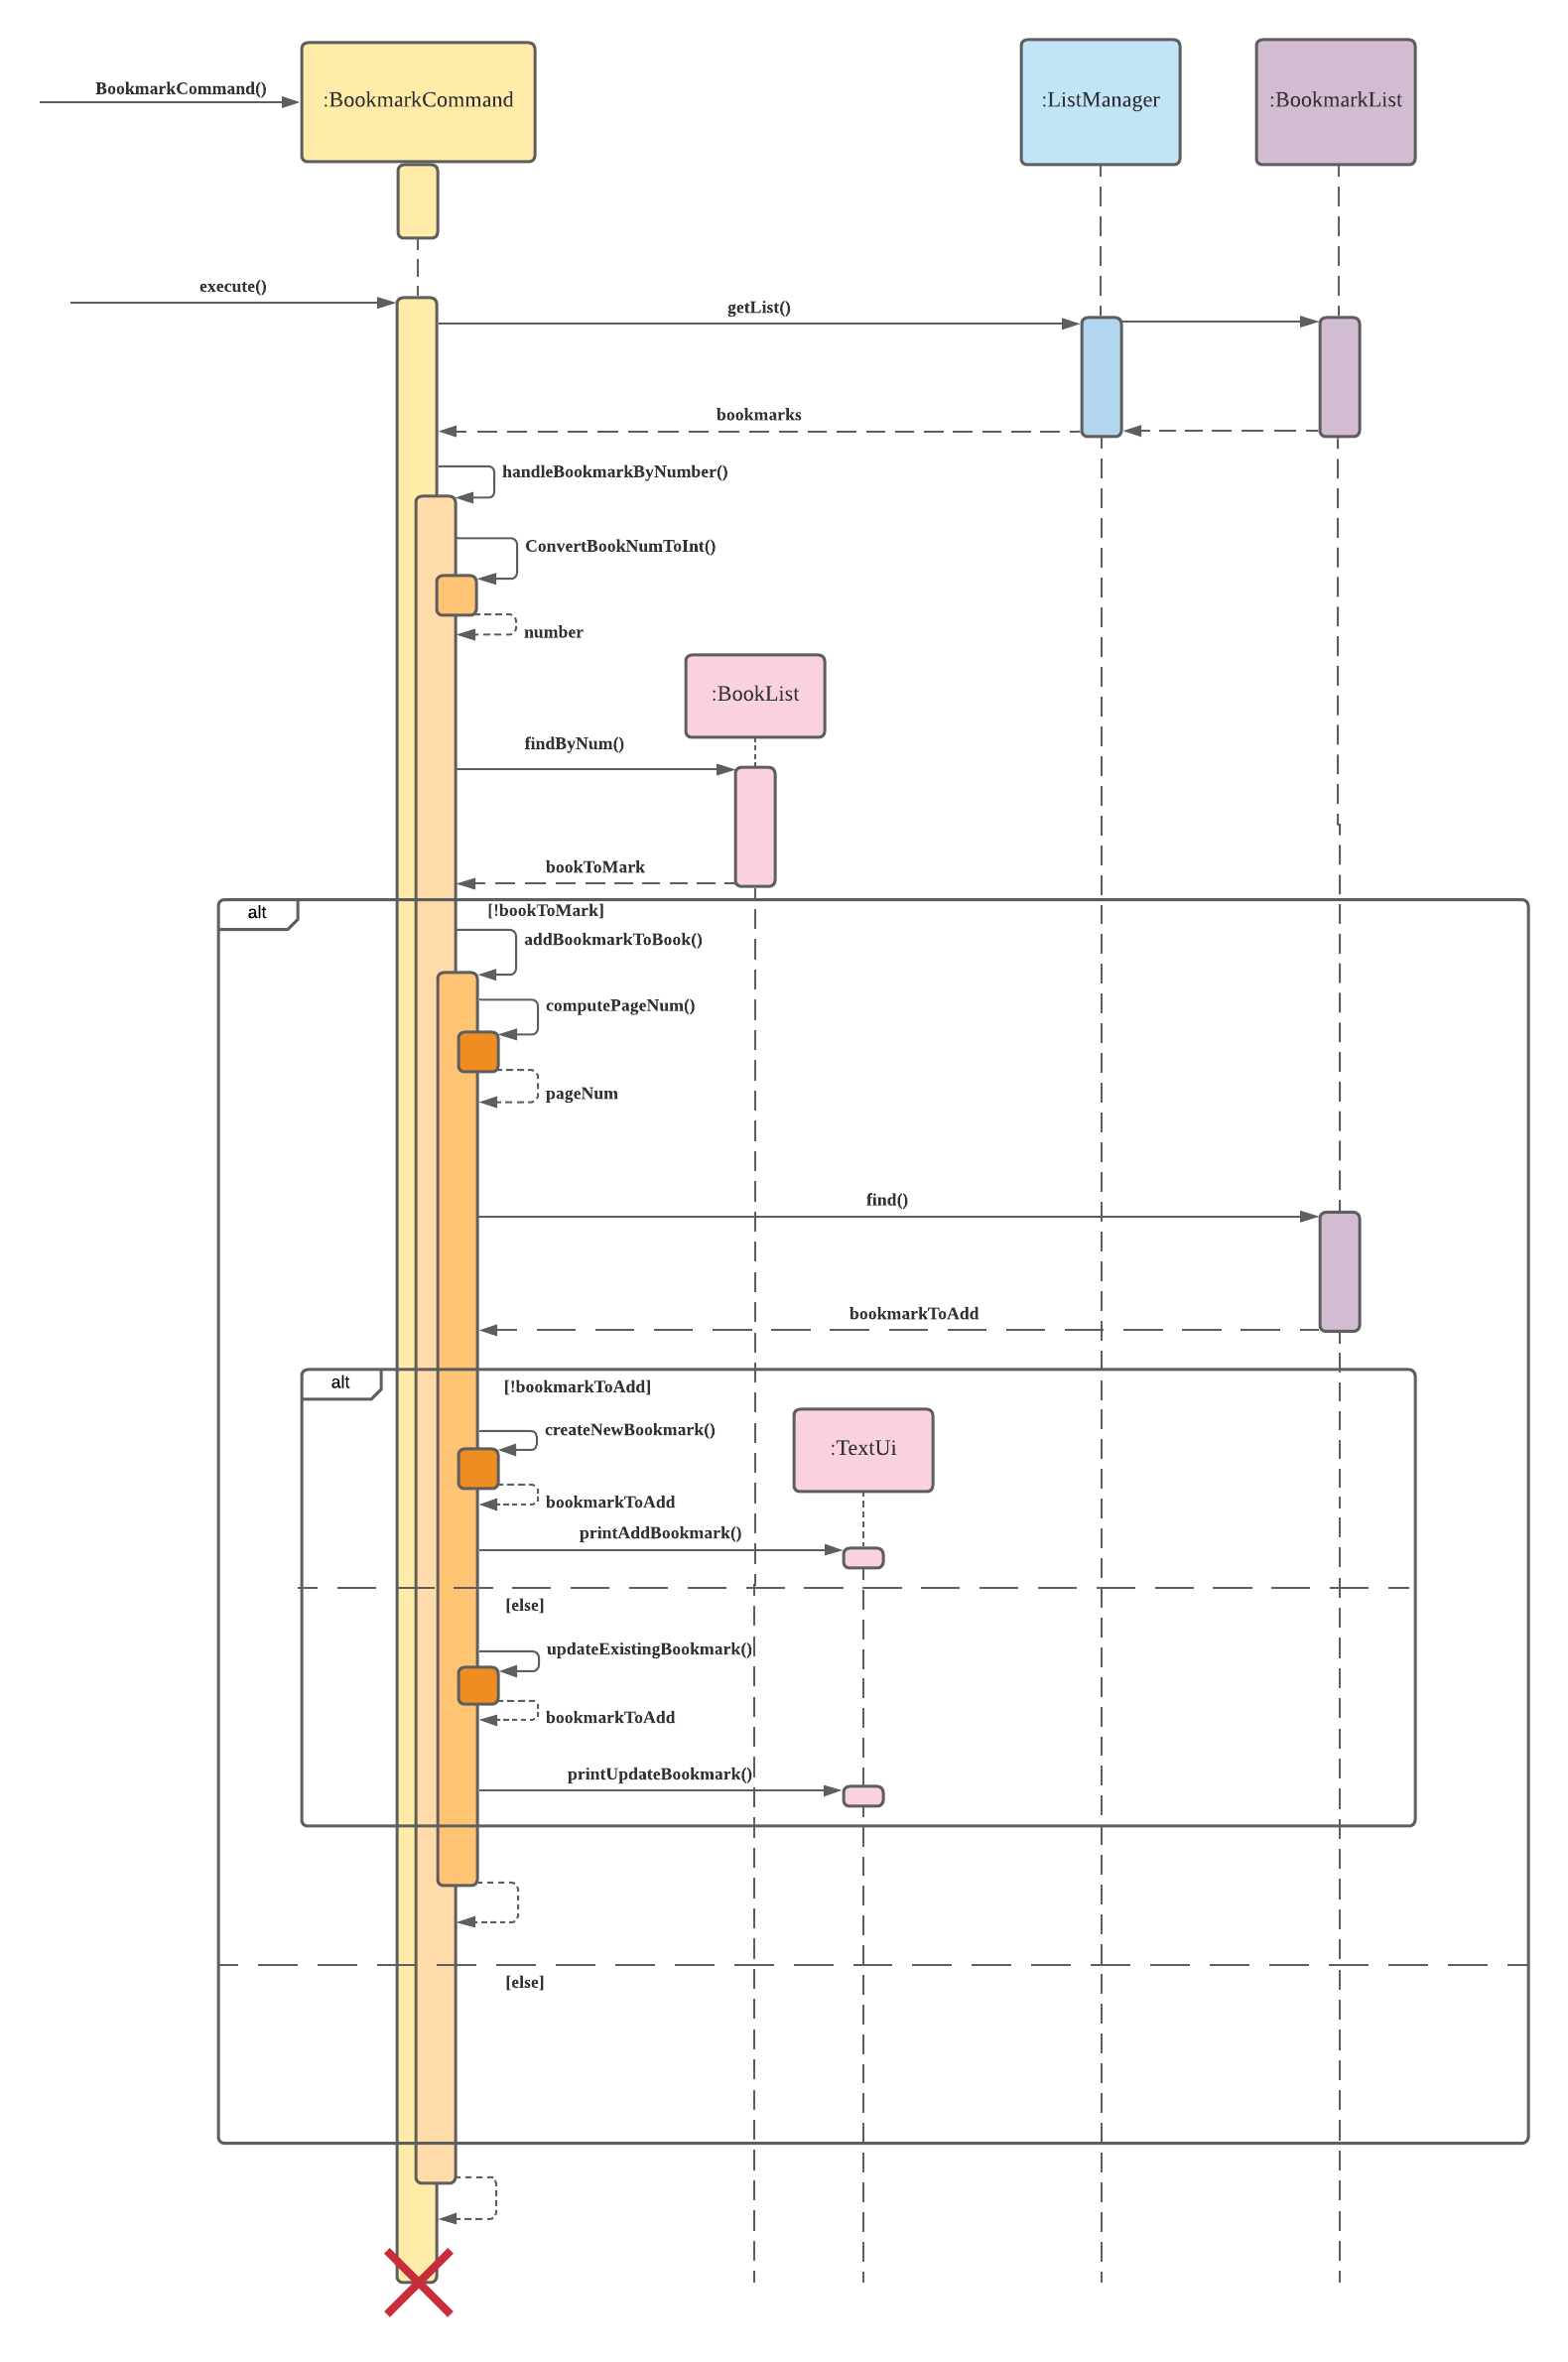 BookmarkCommand()
:BookmarkCommand
:ListManager
:BookmarkList
execute()
getList()
bookmarks
handleBookmarkByNumber()
ConvertBookNumToInt()
number
:BookList
findByNum()
bookToMark
alt
[!bookToMark]
addBookmarkToBook()
computePageNum()
pageNum
find()
bookmarkToAdd
alt
[!bookmarkToAdd]
createNewBookmark()
:TextUi
bookmarkToAdd
printAddBookmark()
[else]
updateExistingBookmark()
bookmarkToAdd
printUpdateBookmark()
[else]